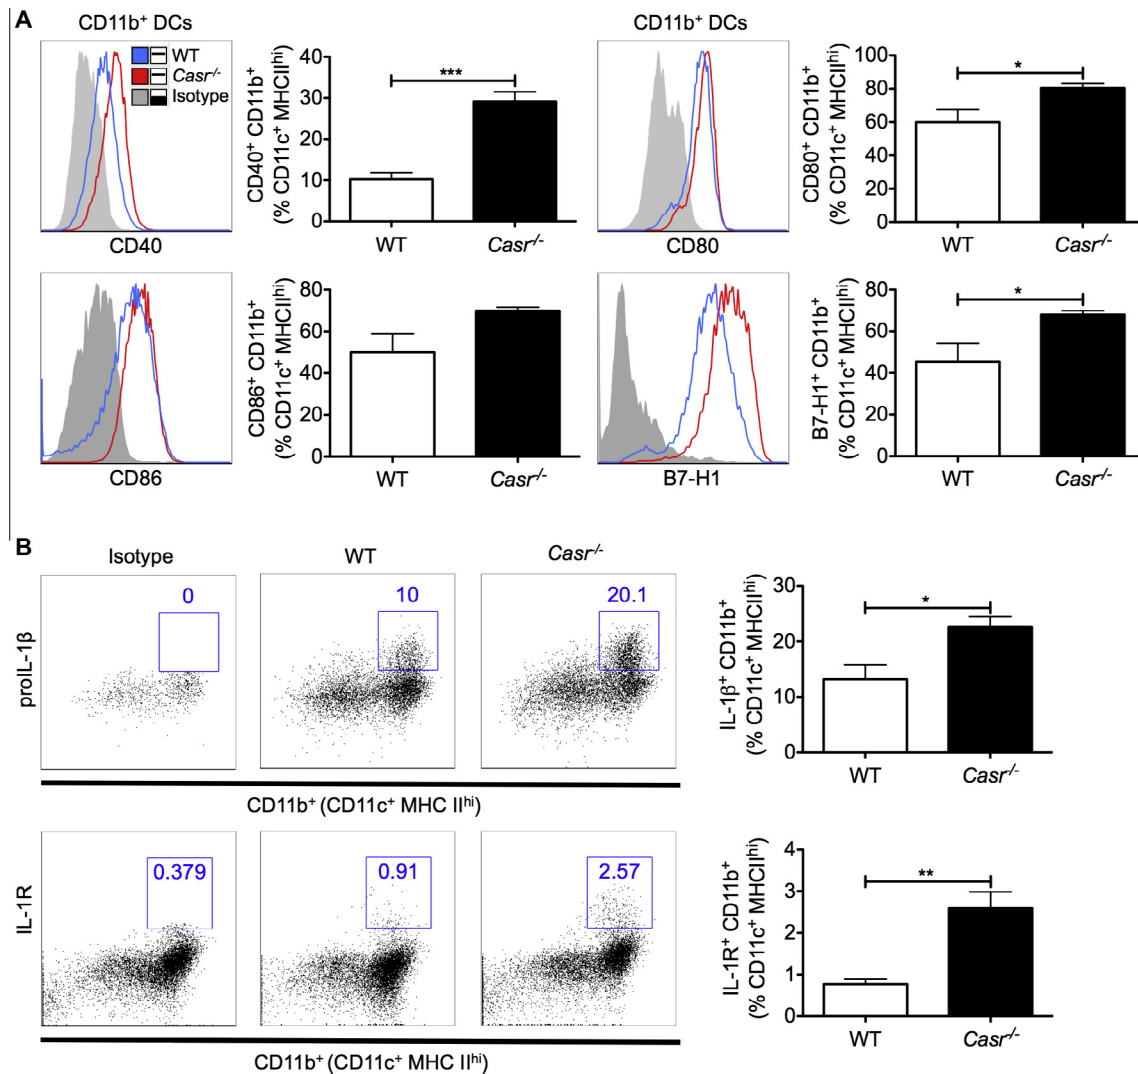 A
CD11b⁺ DCs
WT
Casr⁻/⁻
Isotype
CD40
CD40⁺ CD11b⁺
(% CD11c⁺ MHCIIʰⁱ)
40
30
20
10
0
***
WT
Casr⁻/⁻
CD11b⁺ DCs
CD80
CD80⁺ CD11b⁺
(% CD11c⁺ MHCIIʰⁱ)
100
80
60
40
20
0
*
WT
Casr⁻/⁻
CD86
CD86⁺ CD11b⁺
(% CD11c⁺ MHCIIʰⁱ)
80
60
40
20
0
WT
Casr⁻/⁻
B7-H1
B7-H1⁺ CD11b⁺
(% CD11c⁺ MHCIIʰⁱ)
80
60
40
20
0
*
WT
Casr⁻/⁻
B
Isotype
WT
Casr⁻/⁻
proIL-1β
0
10
20.1
CD11b⁺ (CD11c⁺ MHC IIʰⁱ)
IL-1β⁺ CD11b⁺
(% CD11c⁺ MHCIIʰⁱ)
30
20
10
0
*
WT
Casr⁻/⁻
IL-1R
0.379
0.91
2.57
CD11b⁺ (CD11c⁺ MHC IIʰⁱ)
IL-1R⁺ CD11b⁺
(% CD11c⁺ MHCIIʰⁱ)
4
3
2
1
0
**
WT
Casr⁻/⁻